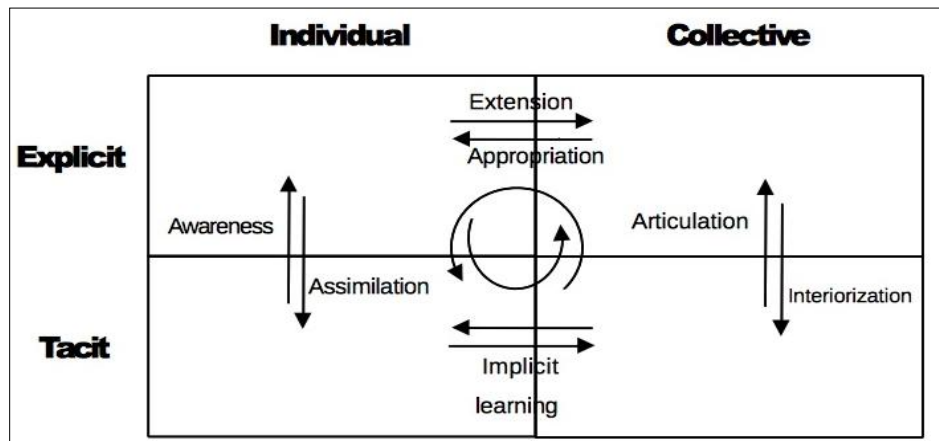 Individual
Collective
Extension
Explicit
Appropriation
Awareness
Articulation
Assimilation
Interiorization
Tacit
Implicit
learning